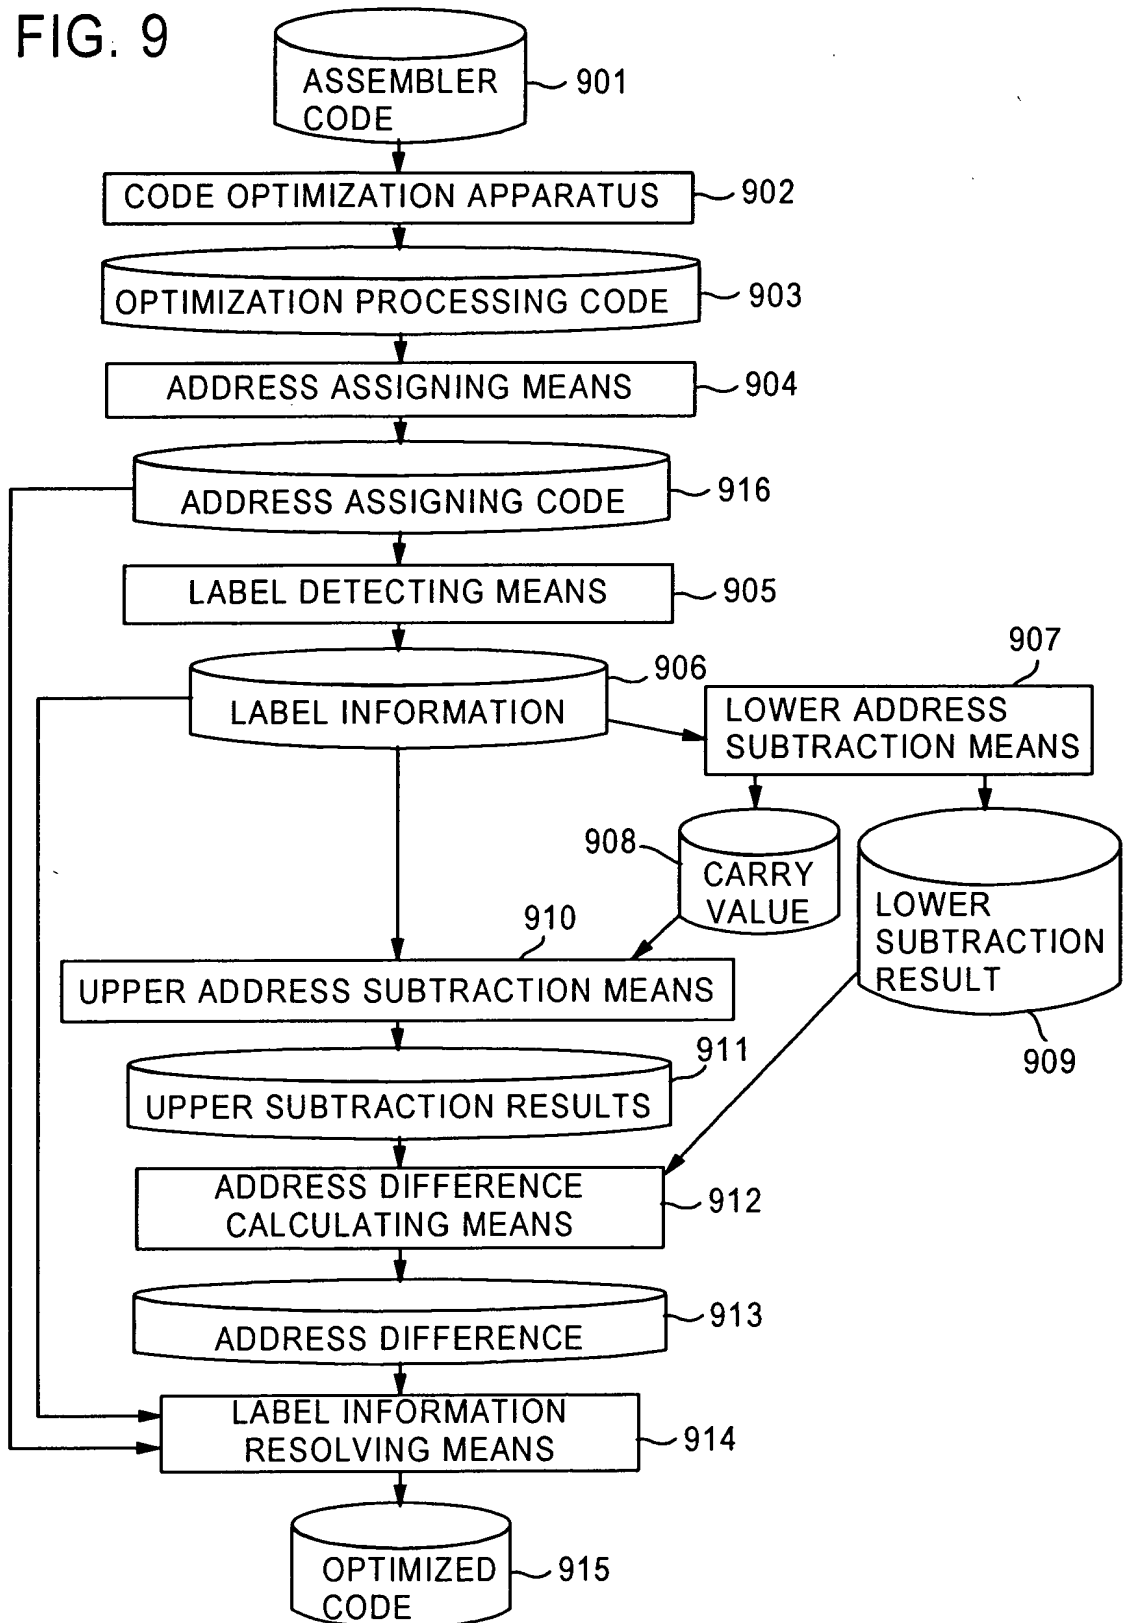 FIG. 9
ASSEMBLER
CODE
901
CODE OPTIMIZATION APPARATUS
902
OPTIMIZATION PROCESSING CODE
903
ADDRESS ASSIGNING MEANS
904
ADDRESS ASSIGNING CODE
916
LABEL DETECTING MEANS
905
LABEL INFORMATION
906
907
LOWER ADDRESS
SUBTRACTION MEANS
908
CARRY
VALUE
LOWER
SUBTRACTION
RESULT
909
910
UPPER ADDRESS SUBTRACTION MEANS
911
UPPER SUBTRACTION RESULTS
ADDRESS DIFFERENCE
CALCULATING MEANS
912
ADDRESS DIFFERENCE
913
LABEL INFORMATION
RESOLVING MEANS
914
OPTIMIZED
CODE
915